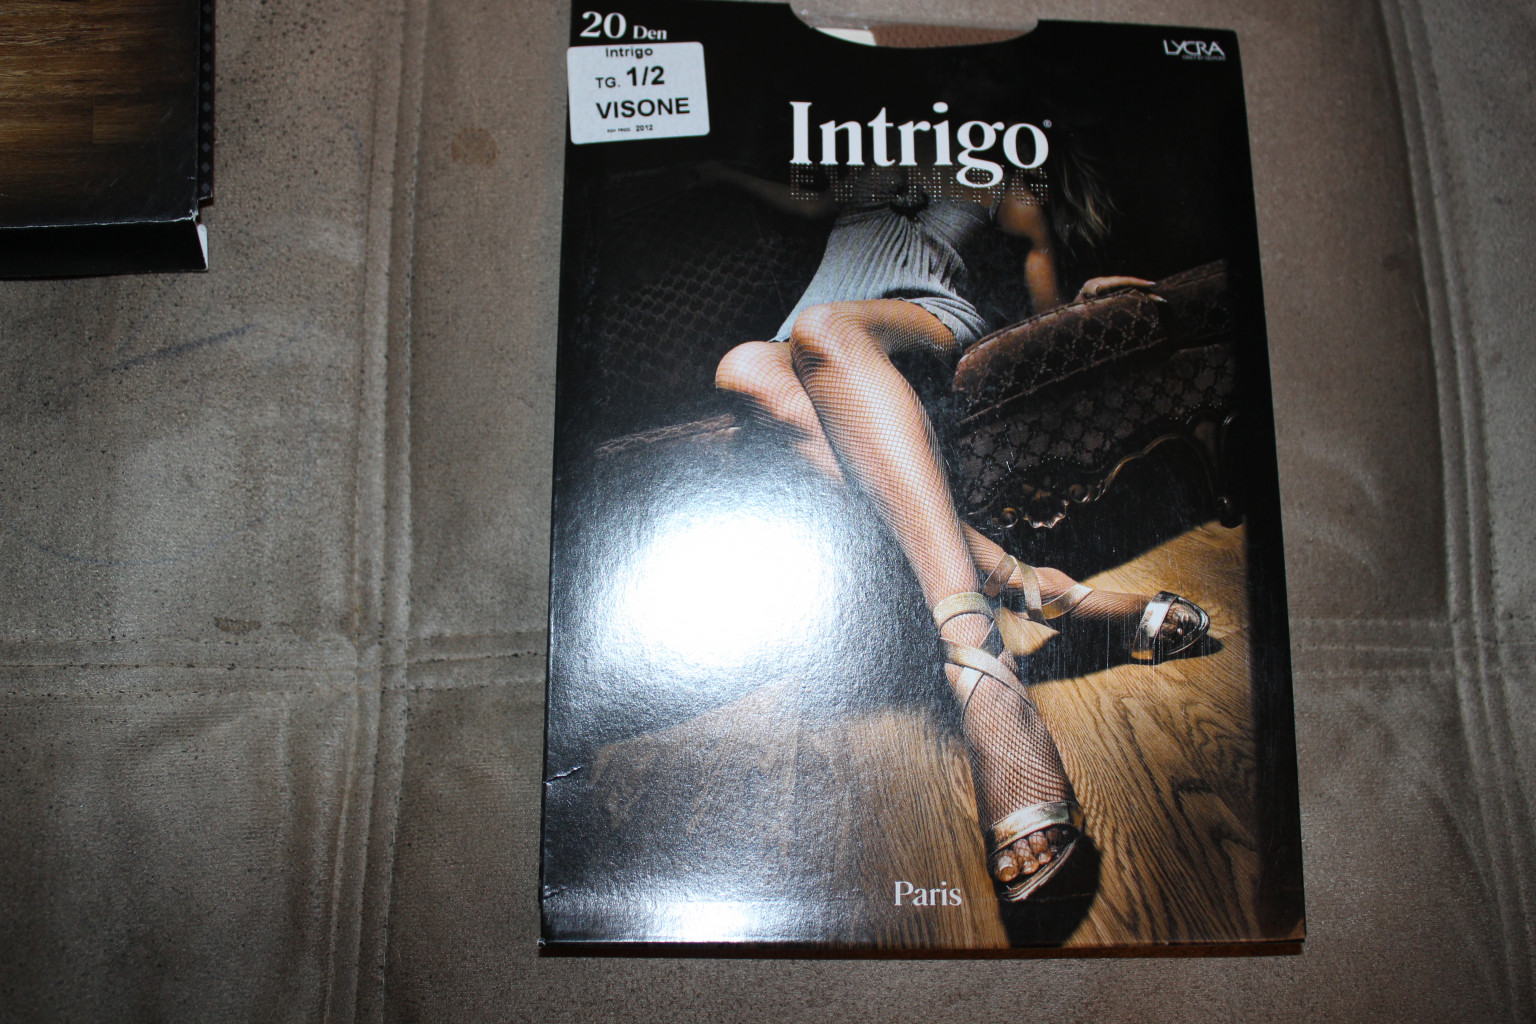 20 Den
Intrigo
TG. 1/2
VISONE
2012
LYCRA
Intrigo®
Paris